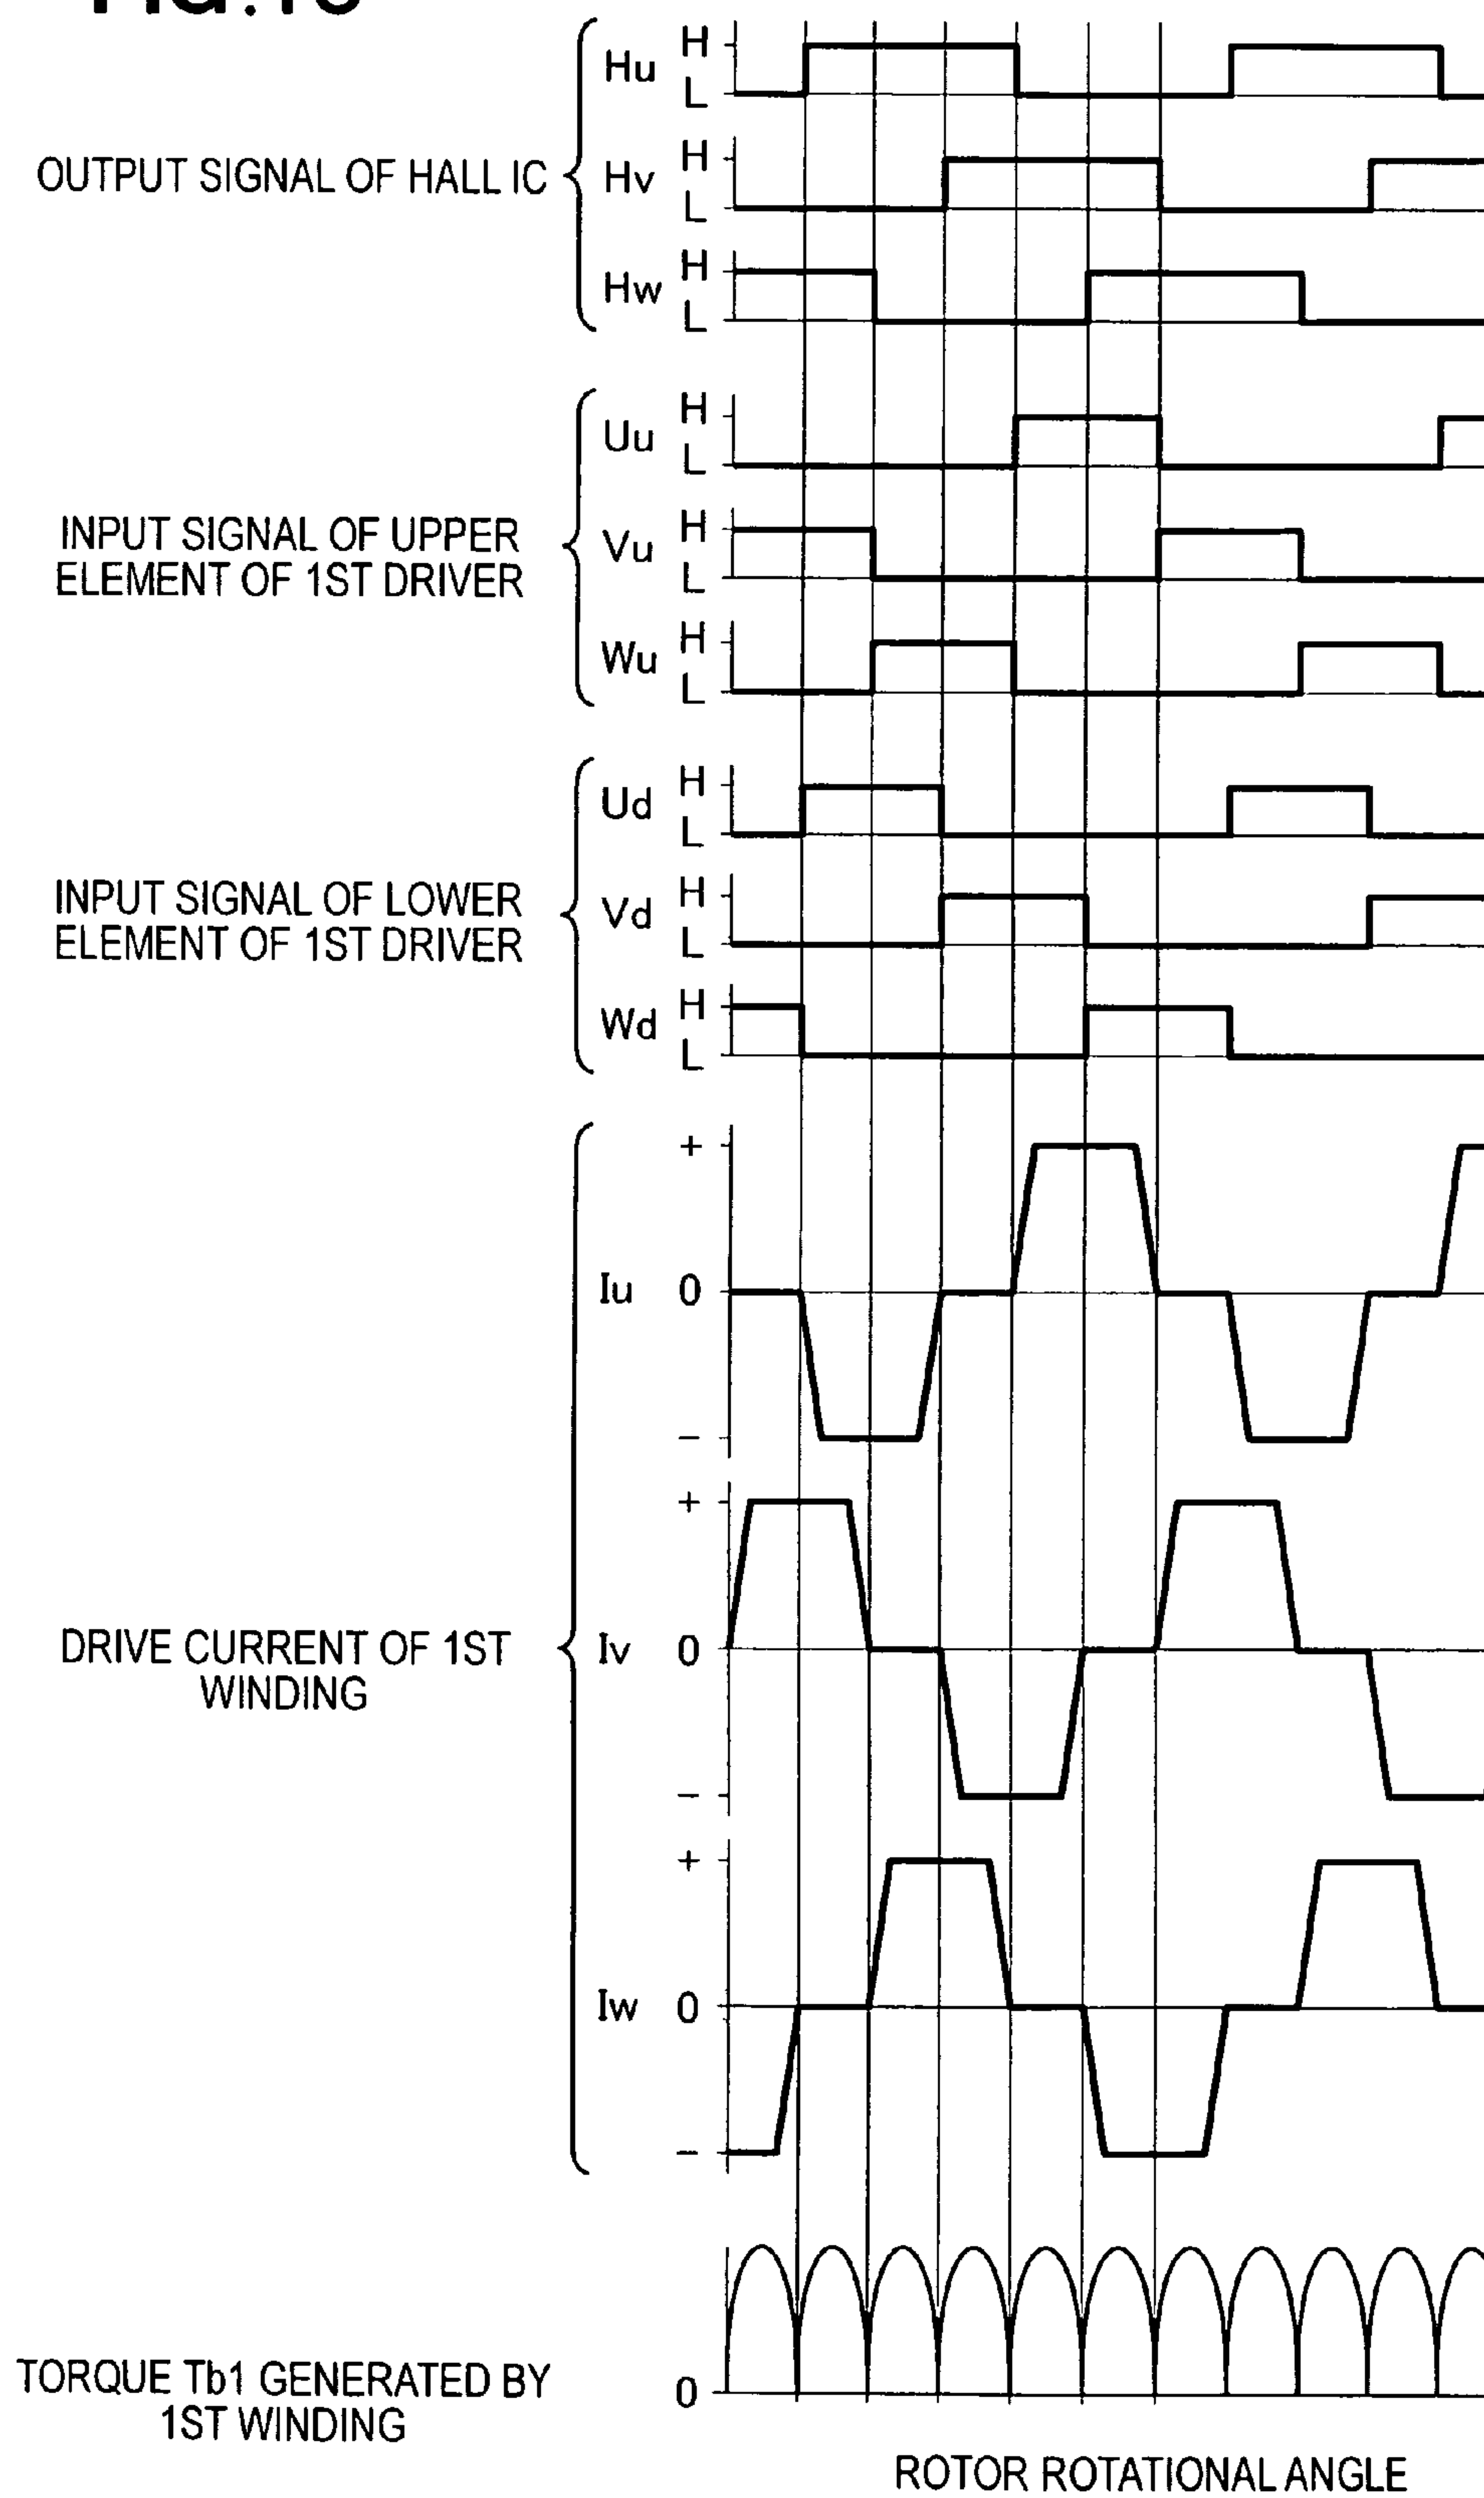 Hu H
L
OUTPUT SIGNAL OF HALL IC Hv H
L
Hw H
L
Uu H
L
INPUT SIGNAL OF UPPER
ELEMENT OF 1ST DRIVER
Vu H
L
Wu H
L
Ud H
L
INPUT SIGNAL OF LOWER
ELEMENT OF 1ST DRIVER
Vd H
L
Wd H
L
+
Iu 0
−
+
DRIVE CURRENT OF 1ST
WINDING
Iv 0
−
+
Iw 0
−
TORQUE Tb1 GENERATED BY
1ST WINDING
0
ROTOR ROTATIONAL ANGLE